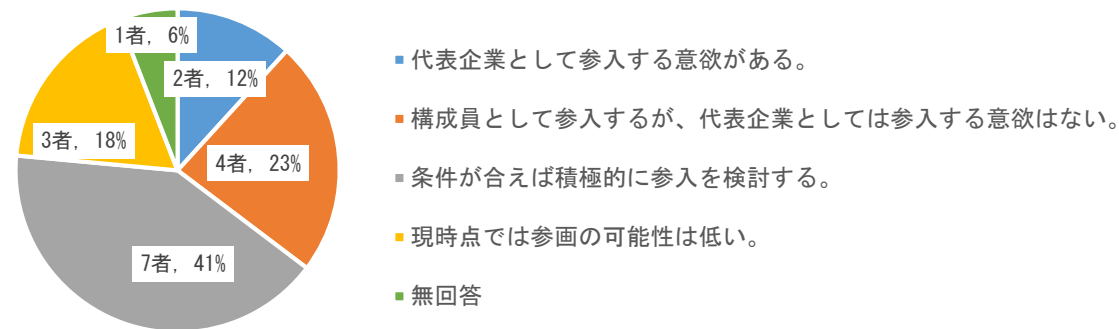 1者, 6%
2者, 12%
3者, 18%
4者, 23%
7者, 41%
代表企業として参入する意欲がある。
構成員として参入するが、代表企業としては参入する意欲はない。
条件が合えば積極的に参入を検討する。
現時点では参画の可能性は低い。
無回答